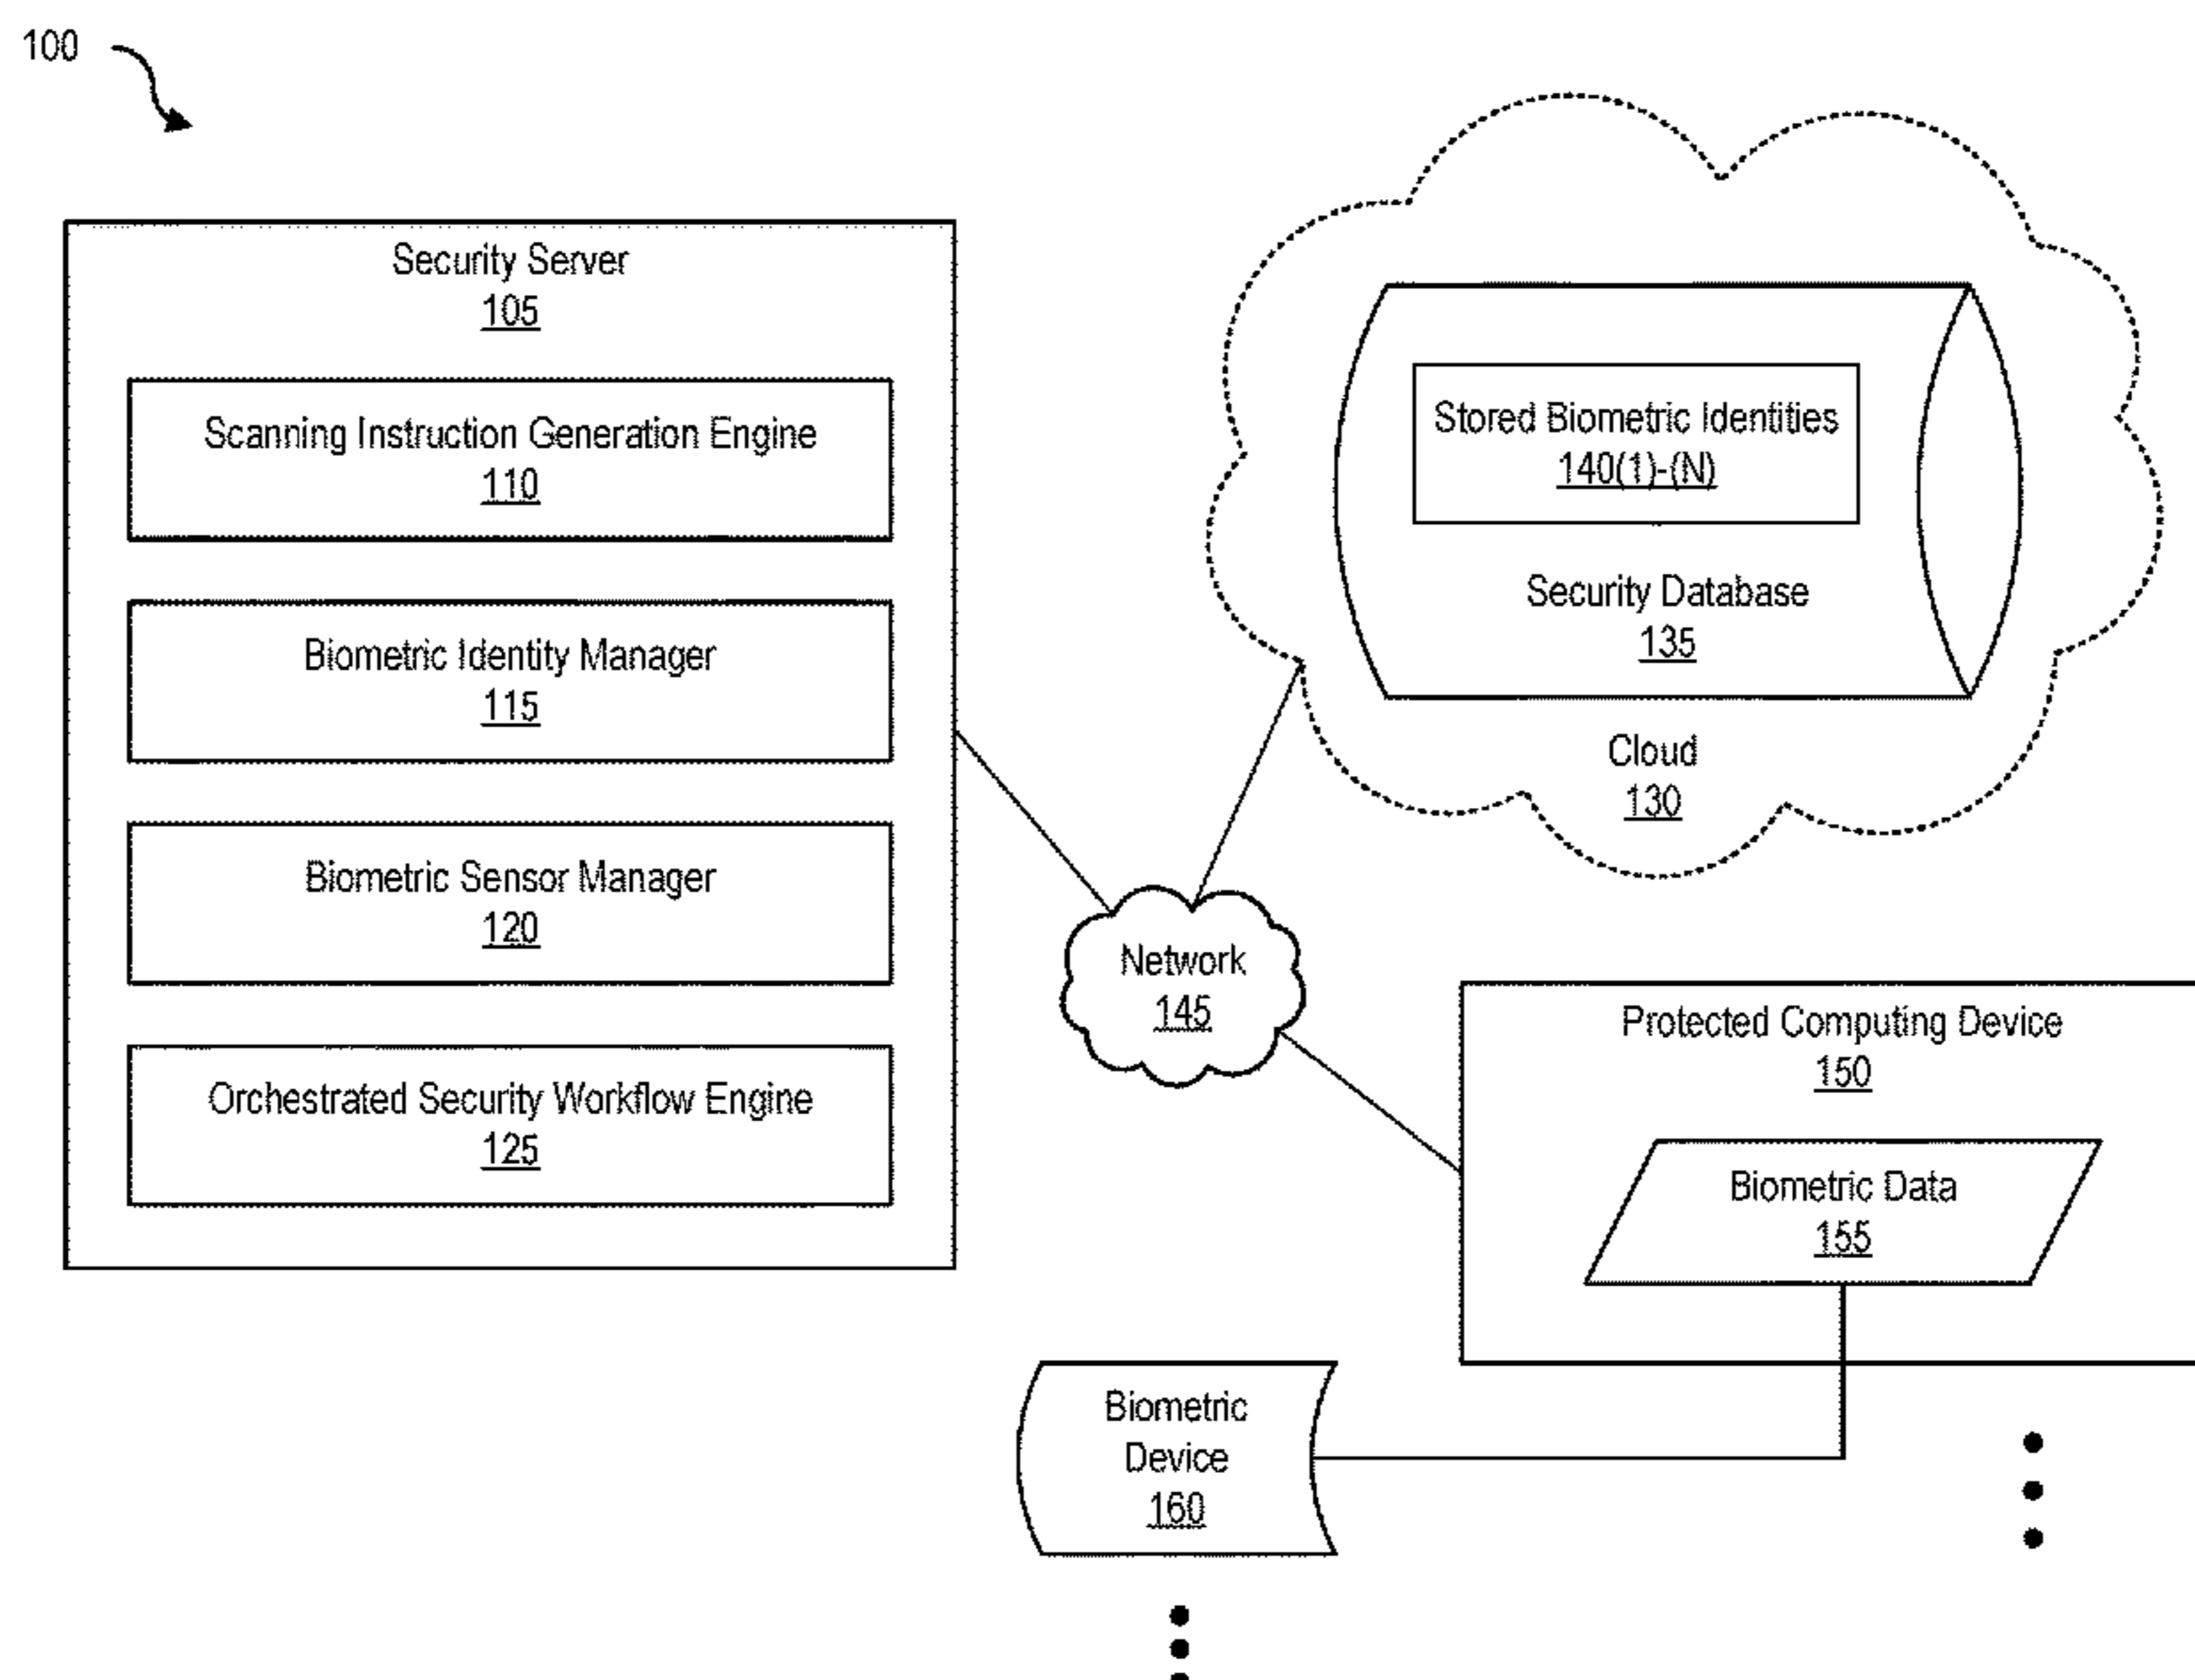 100
Security Server
105
Scanning Instruction Generation Engine
110
Biometric Identity Manager
115
Biometric Sensor Manager
120
Orchestrated Security Workflow Engine
125
Stored Biometric Identities
140(1)-(N)
Security Database
135
Cloud
130
Network
145
Protected Computing Device
150
Biometric Data
155
Biometric
Device
160